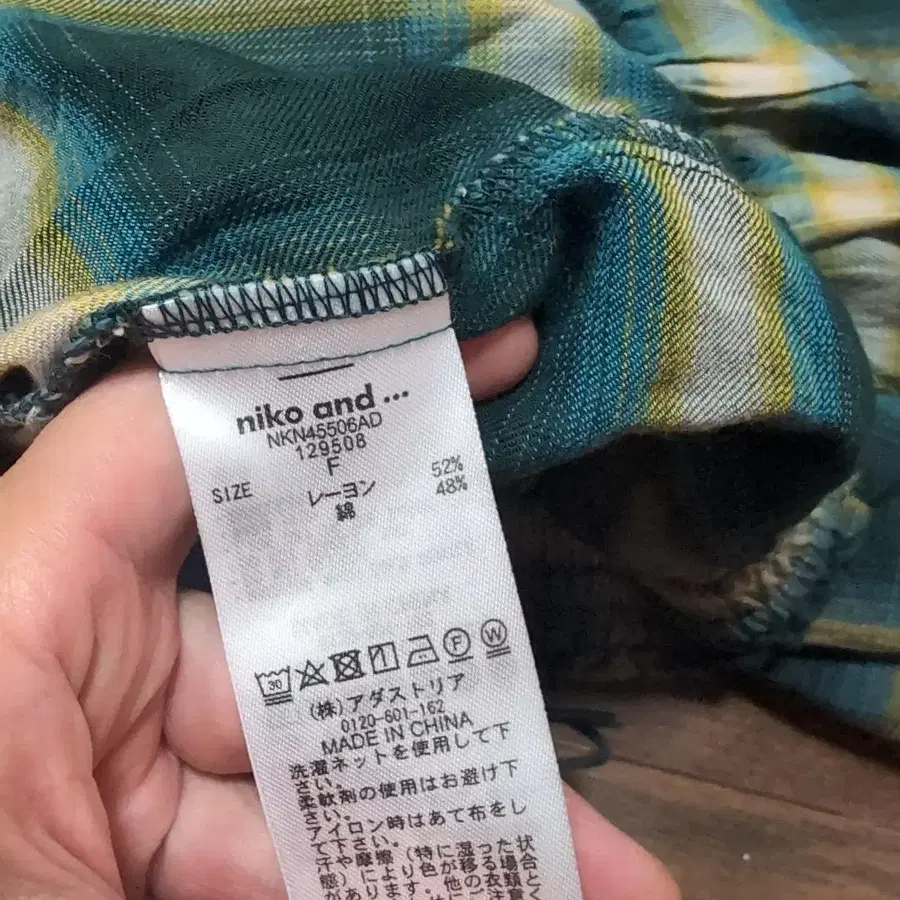 niko and ...
NKN45506AD
129508
F
SIZE
レーヨン 52%
綿 48%
30
F W
(株)アダストリア
0120-601-162
MADE IN CHINA
洗濯ネットを使用して下
さい。
柔軟剤の使用はお避け下
さい。
アイロン時はあて布をし
て下さい。
汗や摩擦(特に湿った状
態)により色が移る場合
があります。他の衣類と